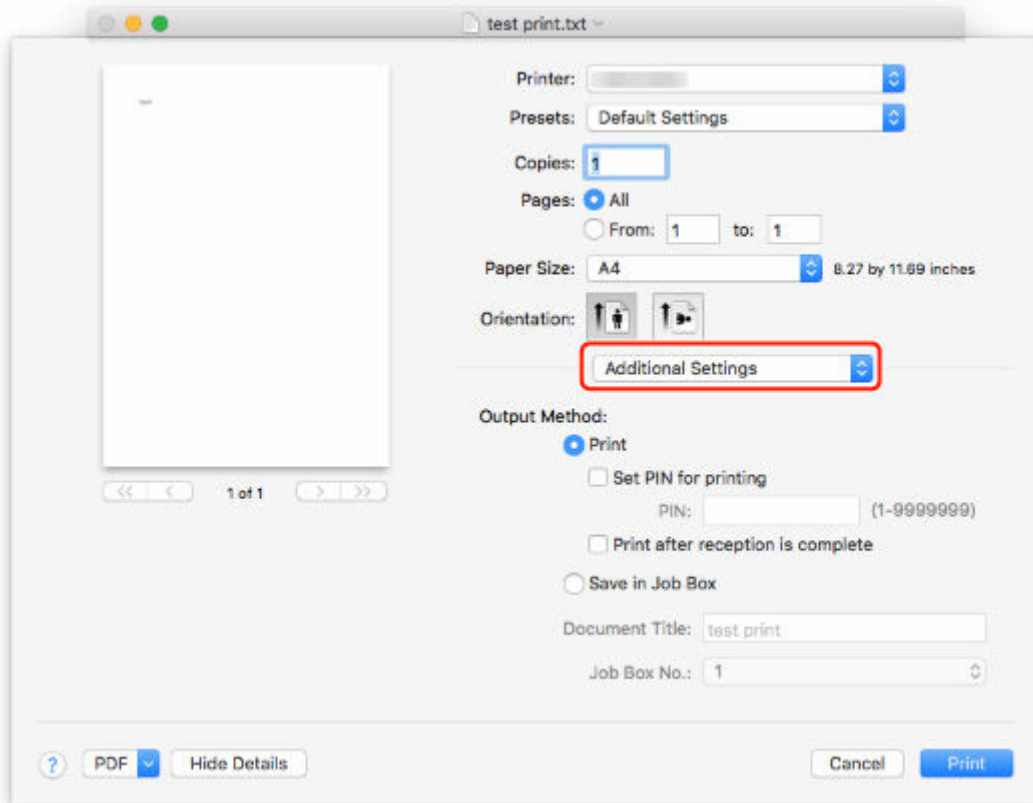 test print.txt
Printer:
Presets: Default Settings
Copies: 1
Pages: All
From: 1 to: 1
Paper Size: A4 8.27 by 11.69 inches
Orientation:
Additional Settings
Output Method:
Print
Set PIN for printing
PIN: (1-9999999)
Print after reception is complete
Save in Job Box
Document Title: test print
Job Box No.: 1
<< < 1 of 1 > >>
? PDF Hide Details Cancel Print